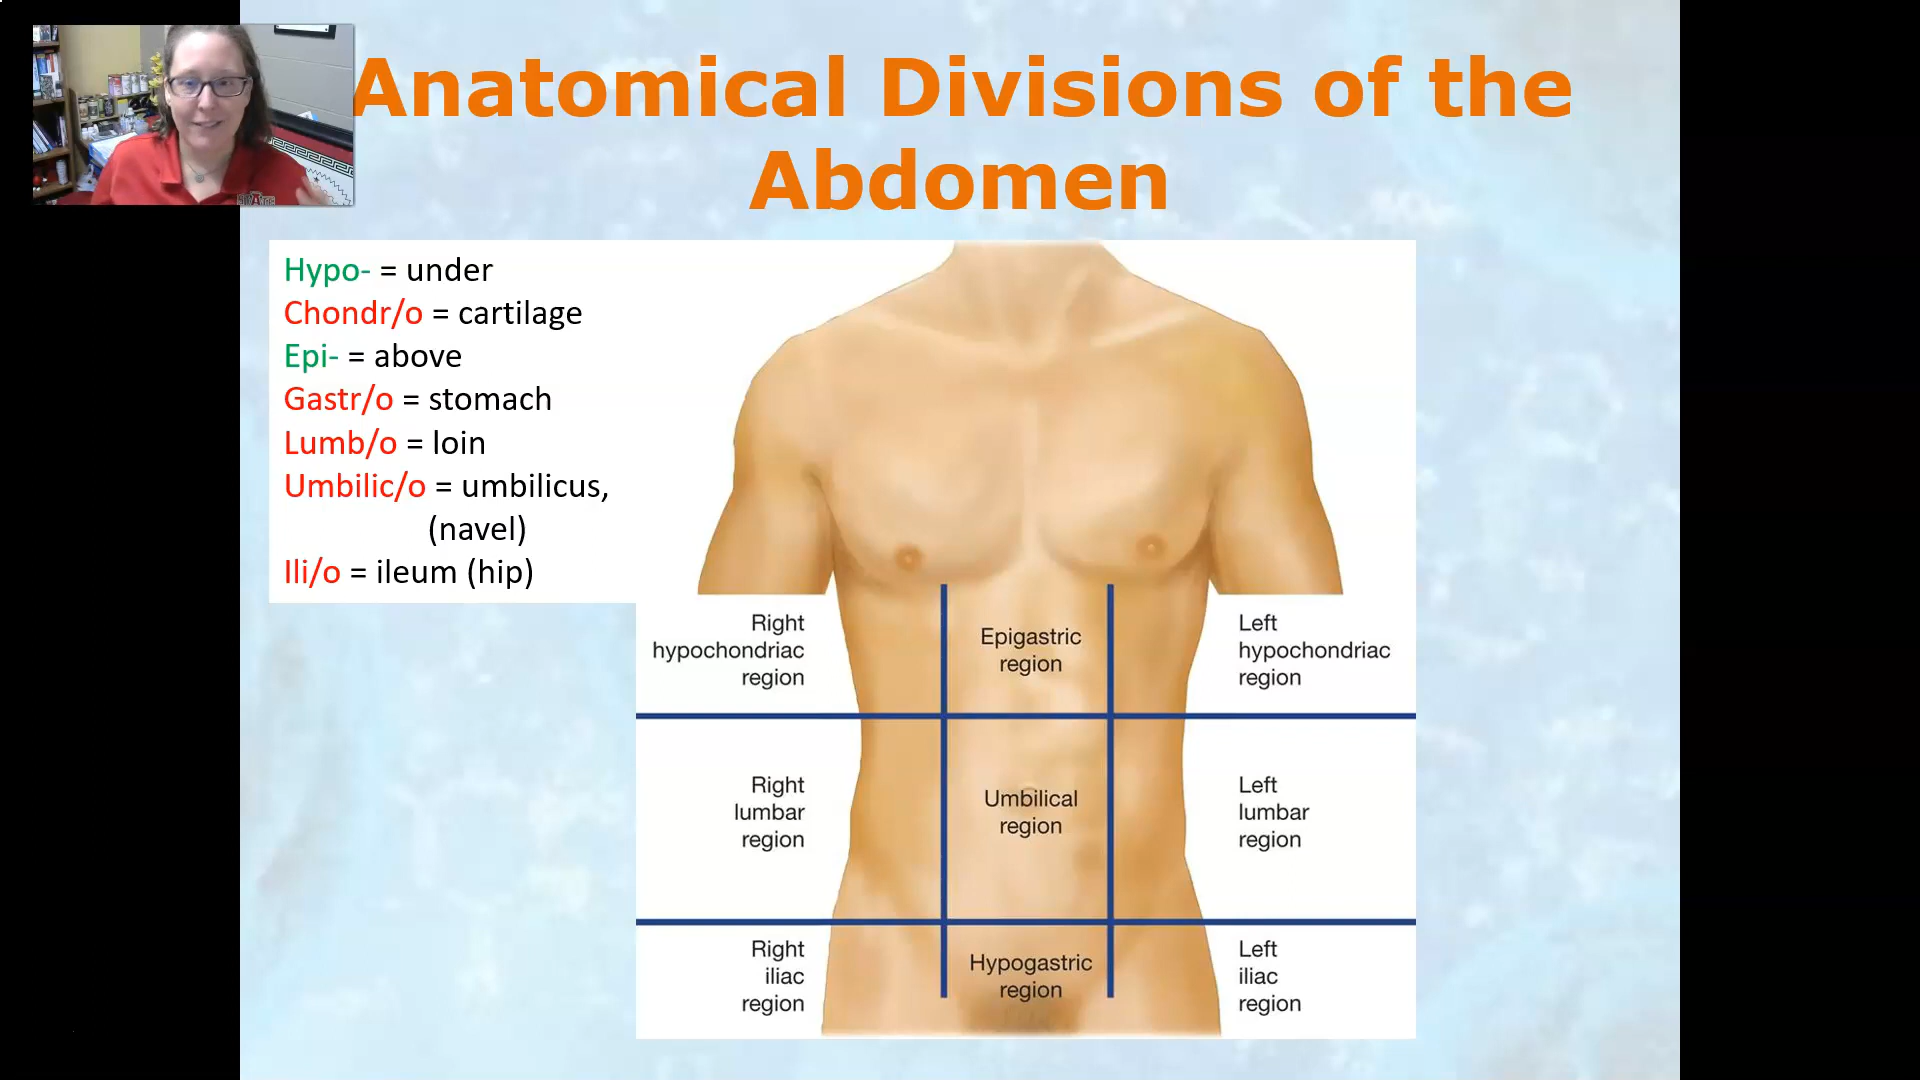 Anatomical Divisions of the
Abdomen
Hypo- = under
Chondr/o = cartilage
Epi- = above
Gastr/o = stomach
Lumb/o = loin
Umbilic/o = umbilicus,
(navel)
Ili/o = ileum (hip)
Right
hypochondriac
region
Epigastric
region
Left
hypochondriac
region
Right
lumbar
region
Umbilical
region
Left
lumbar
region
Right
iliac
region
Hypogastric
region
Left
iliac
region